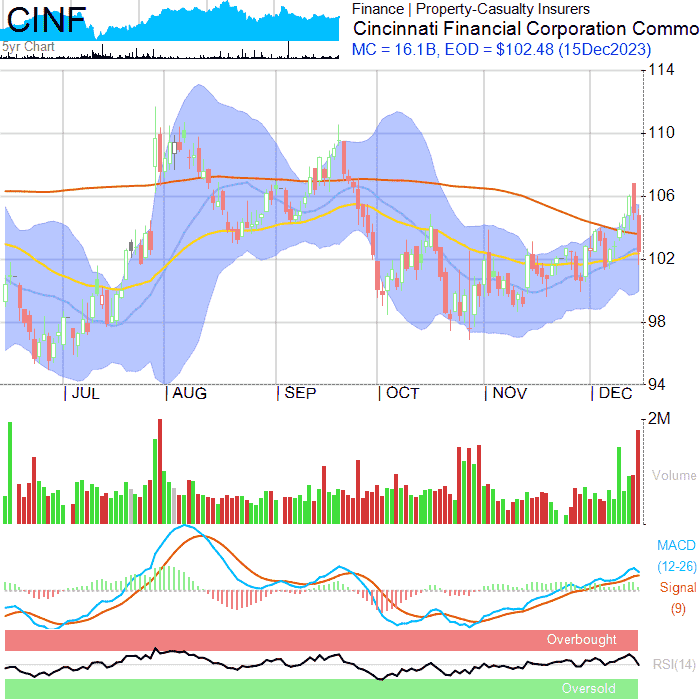 CINF
5yr Chart
Finance | Property-Casualty Insurers
Cincinnati Financial Corporation Commo
MC = 16.1B, EOD = $102.48 (15Dec2023)
114
110
106
102
98
94
JUL AUG SEP OCT NOV DEC
2M
Volume
MACD
(12-26)
Signal
(9)
Overbought
RSI(14)
Oversold